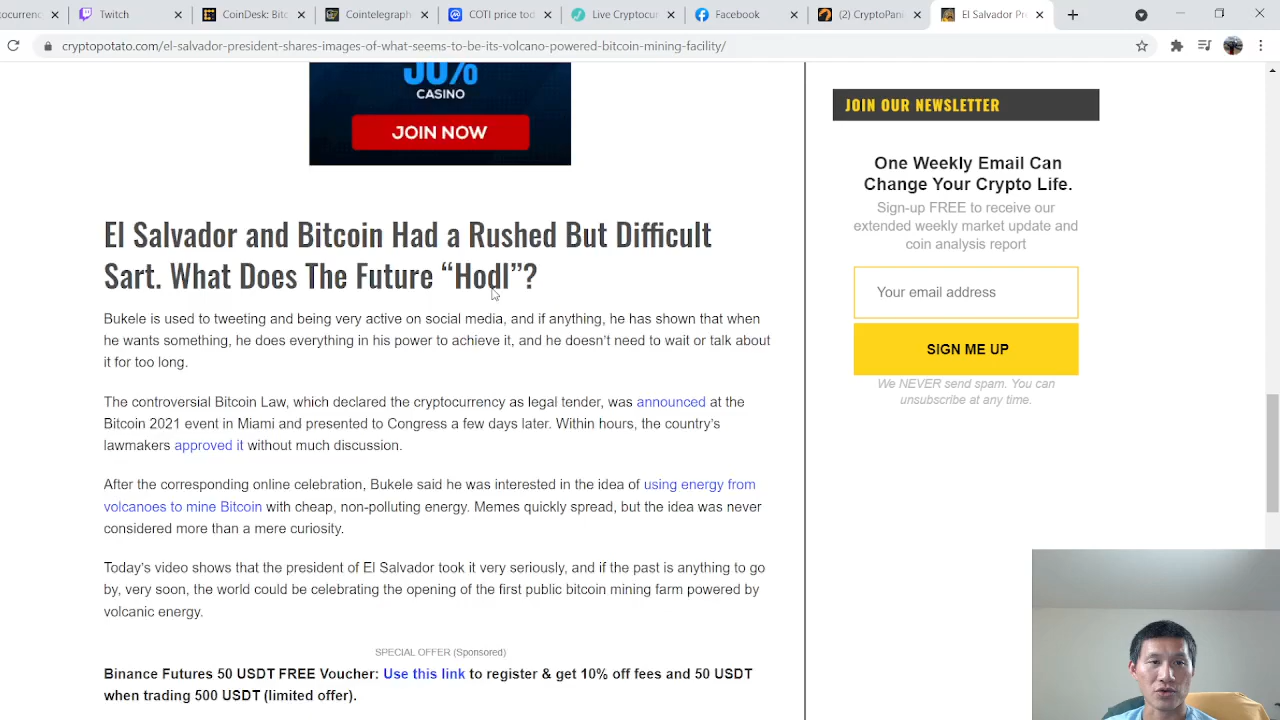 currenc
Twitch
CoinDesk: Bitcoi
Cointelegraph
COTI price tod
Live Cryptocur
Facebook
(2) CryptoPan
El Salvador Pr
cryptopotato.com/el-salvador-president-shares-images-of-what-seems-to-be-its-volcano-powered-bitcoin-mining-facility/
CASINO
JOIN NOW
El Salvador and Bitcoin Had a Rushed But Difficult
Sart. What Does The Future “Hodl”?
Bukele is used to tweeting and being very active on social media, and if anything, he has shown that when
he wants something, he does everything in his power to achieve it, and he doesn’t need to wait or talk about
it for too long.
The controversial Bitcoin Law, which declared the cryptocurrency as legal tender, was announced at the
Bitcoin 2021 event in Miami and presented to Congress a few days later. Within hours, the country’s
lawmakers approved it without much discussion.
After the corresponding online celebration, Bukele said he was interested in the idea of using energy from
volcanoes to mine Bitcoin with cheap, non-polluting energy. Memes quickly spread, but the idea was never
considered more than a mere curiosity.
Today’s video shows that the president of El Salvador took it very seriously, and if the past is anything to go
by, very soon, the world could be celebrating the opening of the first public bitcoin mining farm powered by
volcanic energy.
SPECIAL OFFER (Sponsored)
Binance Futures 50 USDT FREE Voucher: Use this link to register & get 10% off fees and 50 USDT
when trading 500 USDT (limited offer).
JOIN OUR NEWSLETTER
One Weekly Email Can
Change Your Crypto Life.
Sign-up FREE to receive our
extended weekly market update and
coin analysis report
Your email address
SIGN ME UP
We NEVER send spam. You can
unsubscribe at any time.